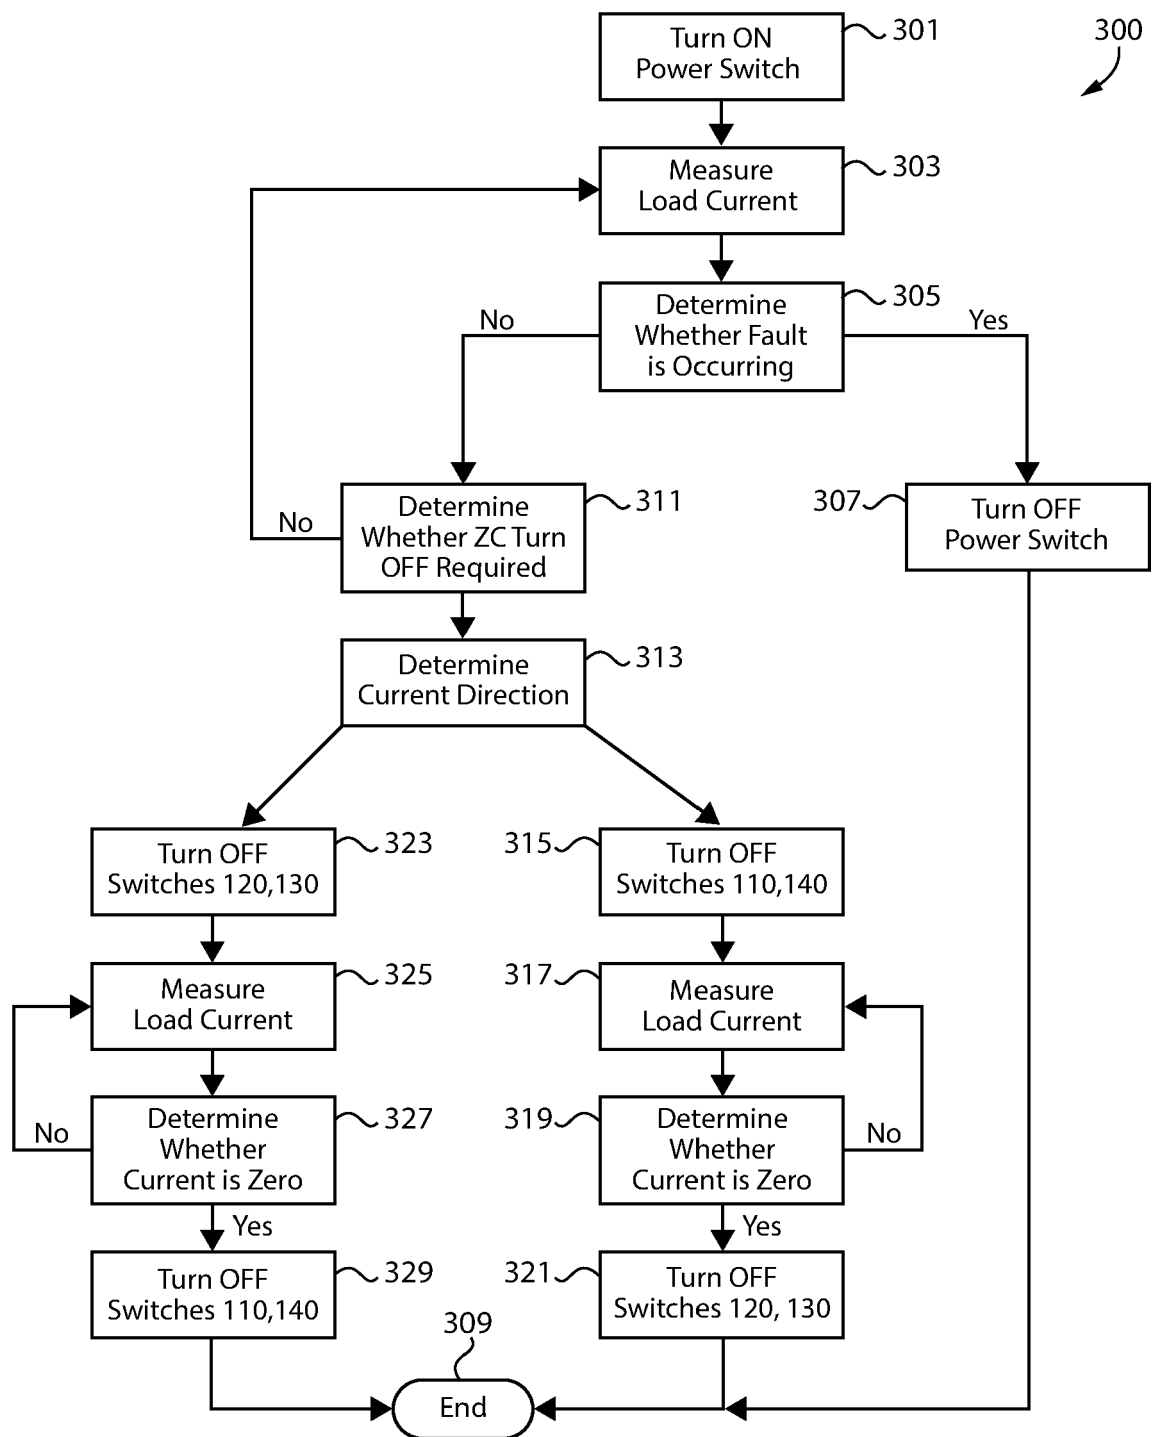 Turn ON
Power Switch
301
300
Measure
Load Current
303
Determine
Whether Fault
is Occurring
305
No
Yes
Determine
Whether ZC Turn
OFF Required
311
No
307
Turn OFF
Power Switch
Determine
Current Direction
313
Turn OFF
Switches 120,130
323
315
Turn OFF
Switches 110,140
Measure
Load Current
325
317
Measure
Load Current
Determine
Whether
Current is Zero
327
No
319
Determine
Whether
Current is Zero
No
Yes
Yes
Turn OFF
Switches 110,140
329
321
Turn OFF
Switches 120, 130
309
End